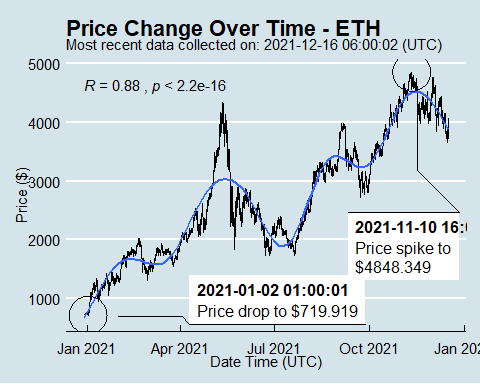 Price Change Over Time - ETH
Most recent data collected on: 2021-12-16 06:00:02 (UTC)
5000
R = 0.88 , p < 2.2e-16
4000
3000
Price ($)
2021-11-10 16:
2000
Price spike to
$4848.349
2021-01-02 01:00:01
1000
Price drop to $719.919
Jan 2021 Apr 2021 Jul 2021 Oct 2021 Jan 202
Date Time (UTC)